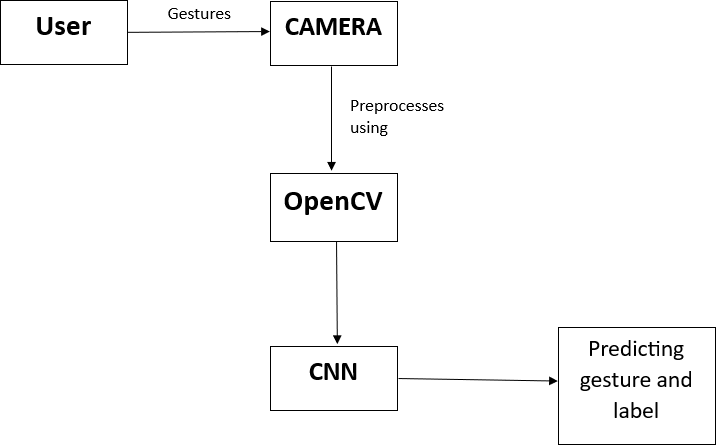 User
Gestures
CAMERA
Preprocesses
using
OpenCV
CNN
Predicting
gesture and
label